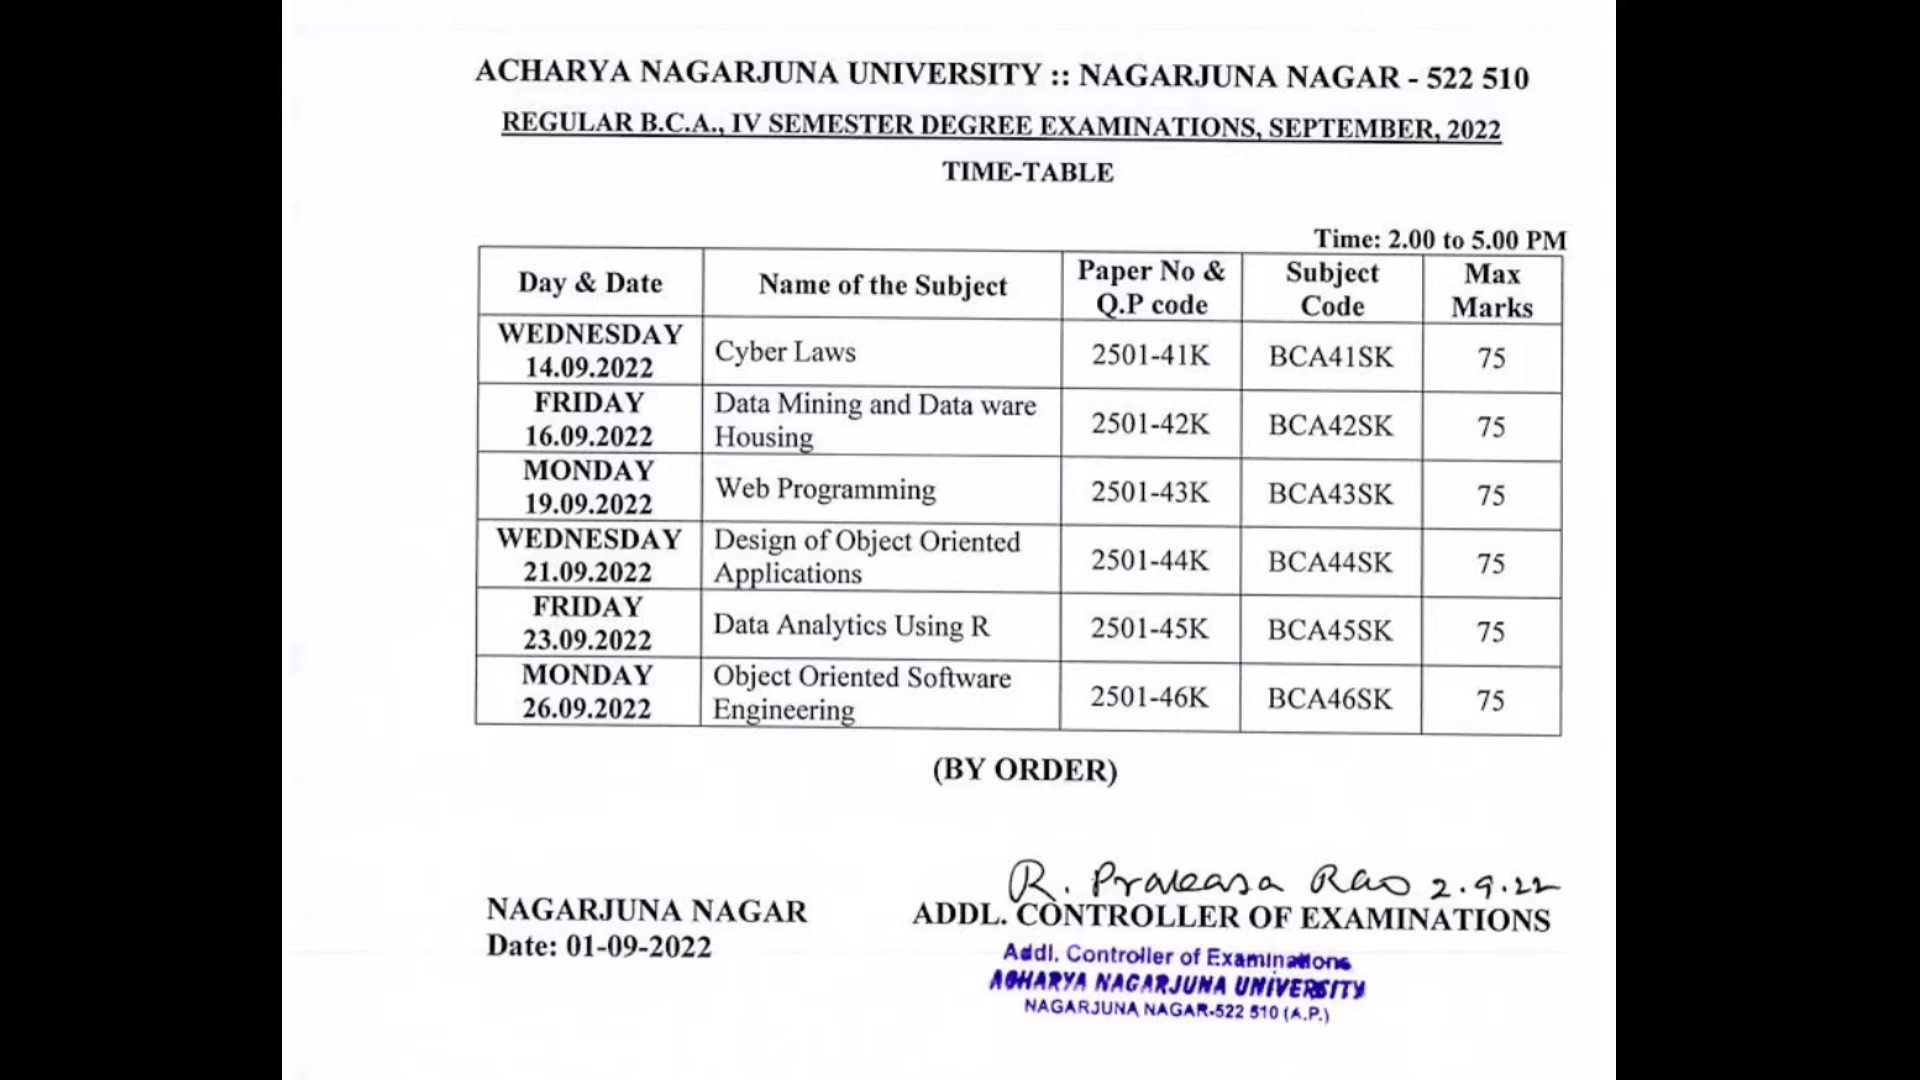 ACHARYA NAGARJUNA UNIVERSITY :: NAGARJUNA NAGAR - 522 510
REGULAR B.C.A., IV SEMESTER DEGREE EXAMINATIONS, SEPTEMBER, 2022
TIME-TABLE
Time: 2.00 to 5.00 PM
Day & Date Name of the Subject Paper No & Q.P code Subject Code Max Marks
WEDNESDAY 14.09.2022 Cyber Laws 2501-41K BCA41SK 75
FRIDAY 16.09.2022 Data Mining and Data ware Housing 2501-42K BCA42SK 75
MONDAY 19.09.2022 Web Programming 2501-43K BCA43SK 75
WEDNESDAY 21.09.2022 Design of Object Oriented Applications 2501-44K BCA44SK 75
FRIDAY 23.09.2022 Data Analytics Using R 2501-45K BCA45SK 75
MONDAY 26.09.2022 Object Oriented Software Engineering 2501-46K BCA46SK 75
(BY ORDER)
R. Prakasa Rao 2.9.22
NAGARJUNA NAGAR
Date: 01-09-2022
ADDL. CONTROLLER OF EXAMINATIONS
Addl. Controller of Examinations
ACHARYA NAGARJUNA UNIVERSITY
NAGARJUNA NAGAR-522 510 (A.P.)